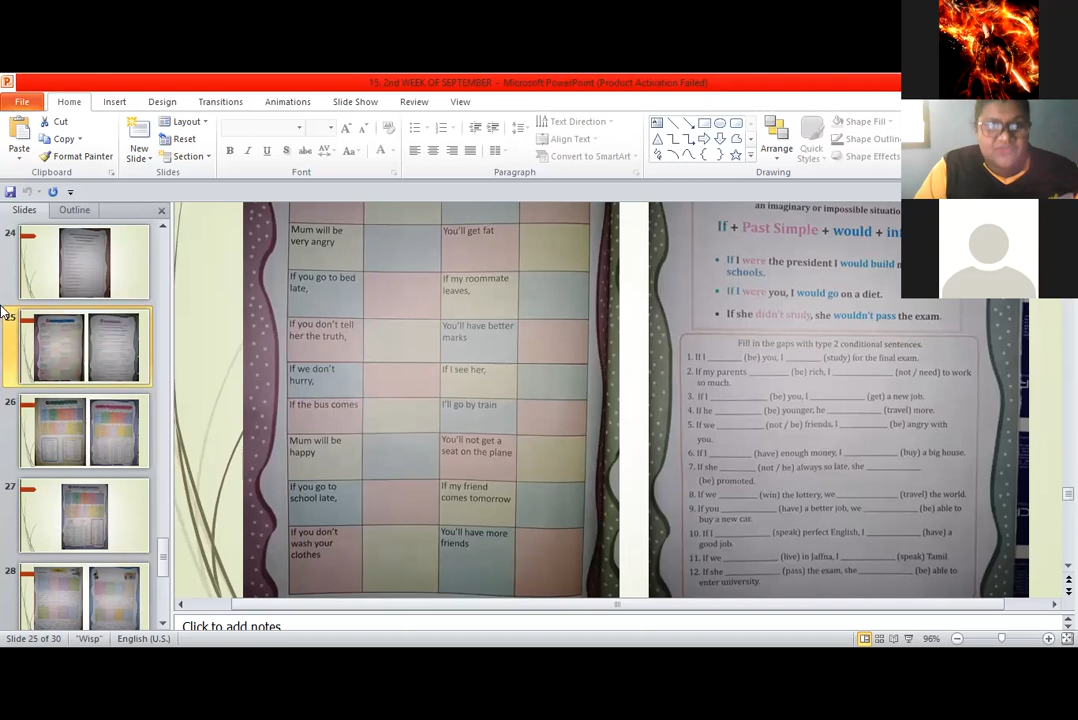 15. 2nd WEEK OF SEPTEMBER - Microsoft PowerPoint (Product Activation Failed)
File Home Insert Design Transitions Animations Slide Show Review View
Paste
Cut
Copy
Format Painter
Clipboard
New
Slide
Layout
Reset
Section
Slides
B I U S abc AV Aa A
Font
Text Direction
Align Text
Convert to SmartArt
Paragraph
Arrange
Quick
Styles
Shape Fill
Shape Outlin
Shape Effects
Drawing
Slides Outline
24
25
26
27
28
Mum will be
very angry
You'll get fat
If you go to bed
late,
If my roommate
leaves,
If you don't tell
her the truth,
You'll have better
marks
If we don't
hurry,
If I see her,
If the bus comes
I'll go by train
Mum will be
happy
You'll not get a
seat on the plane
If you go to
school late,
If my friend
comes tomorrow
If you don't
wash your
clothes
You'll have more
friends
an imaginary or impossible situatio
If + Past Simple + would + in
• If I were the president I would build
schools.
• If I were you, I would go on a diet.
• If she didn't study, she wouldn't pass the exam.
Fill in the gaps with type 2 conditional sentences.
1. If I ________ (be) you, I ________ (study) for the final exam.
2. If my parents ________ (be) rich, I ________ (not / need) to work
so much.
3. If I ________ (be) you, I ________ (get) a new job.
4. If he ________ (be) younger, he ________ (travel) more.
5. If we ________ (not / be) friends, I ________ (be) angry with
you.
6. If I ________ (have) enough money, I ________ (buy) a big house.
7. If she ________ (not / be) always so late, she ________
(be) promoted.
8. If we ________ (win) the lottery, we ________ (travel) the world.
9. If you ________ (have) a better job, we ________ (be) able to
buy a new car.
10. If I ________ (speak) perfect English, I ________ (have) a
good job.
11. If we ________ (live) in Jaffna, I ________ (speak) Tamil.
12. If she ________ (pass) the exam, she ________ (be) able to
enter university.
Click to add notes
Slide 25 of 30
"Wisp"
English (U.S.)
96%